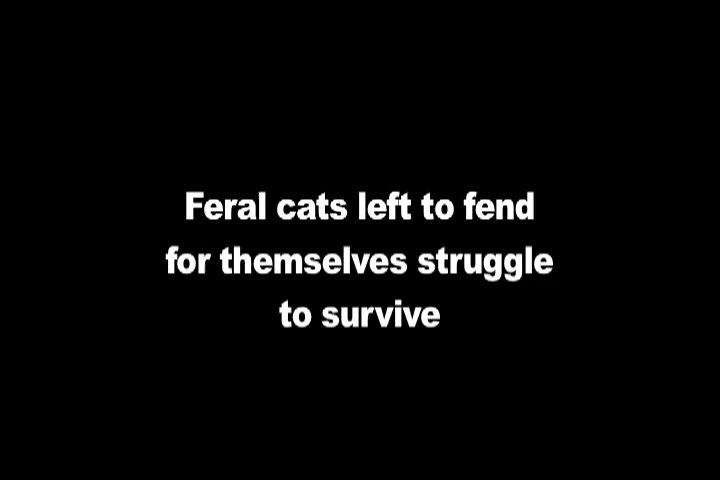 Feral cats left to fend
for themselves struggle
to survive